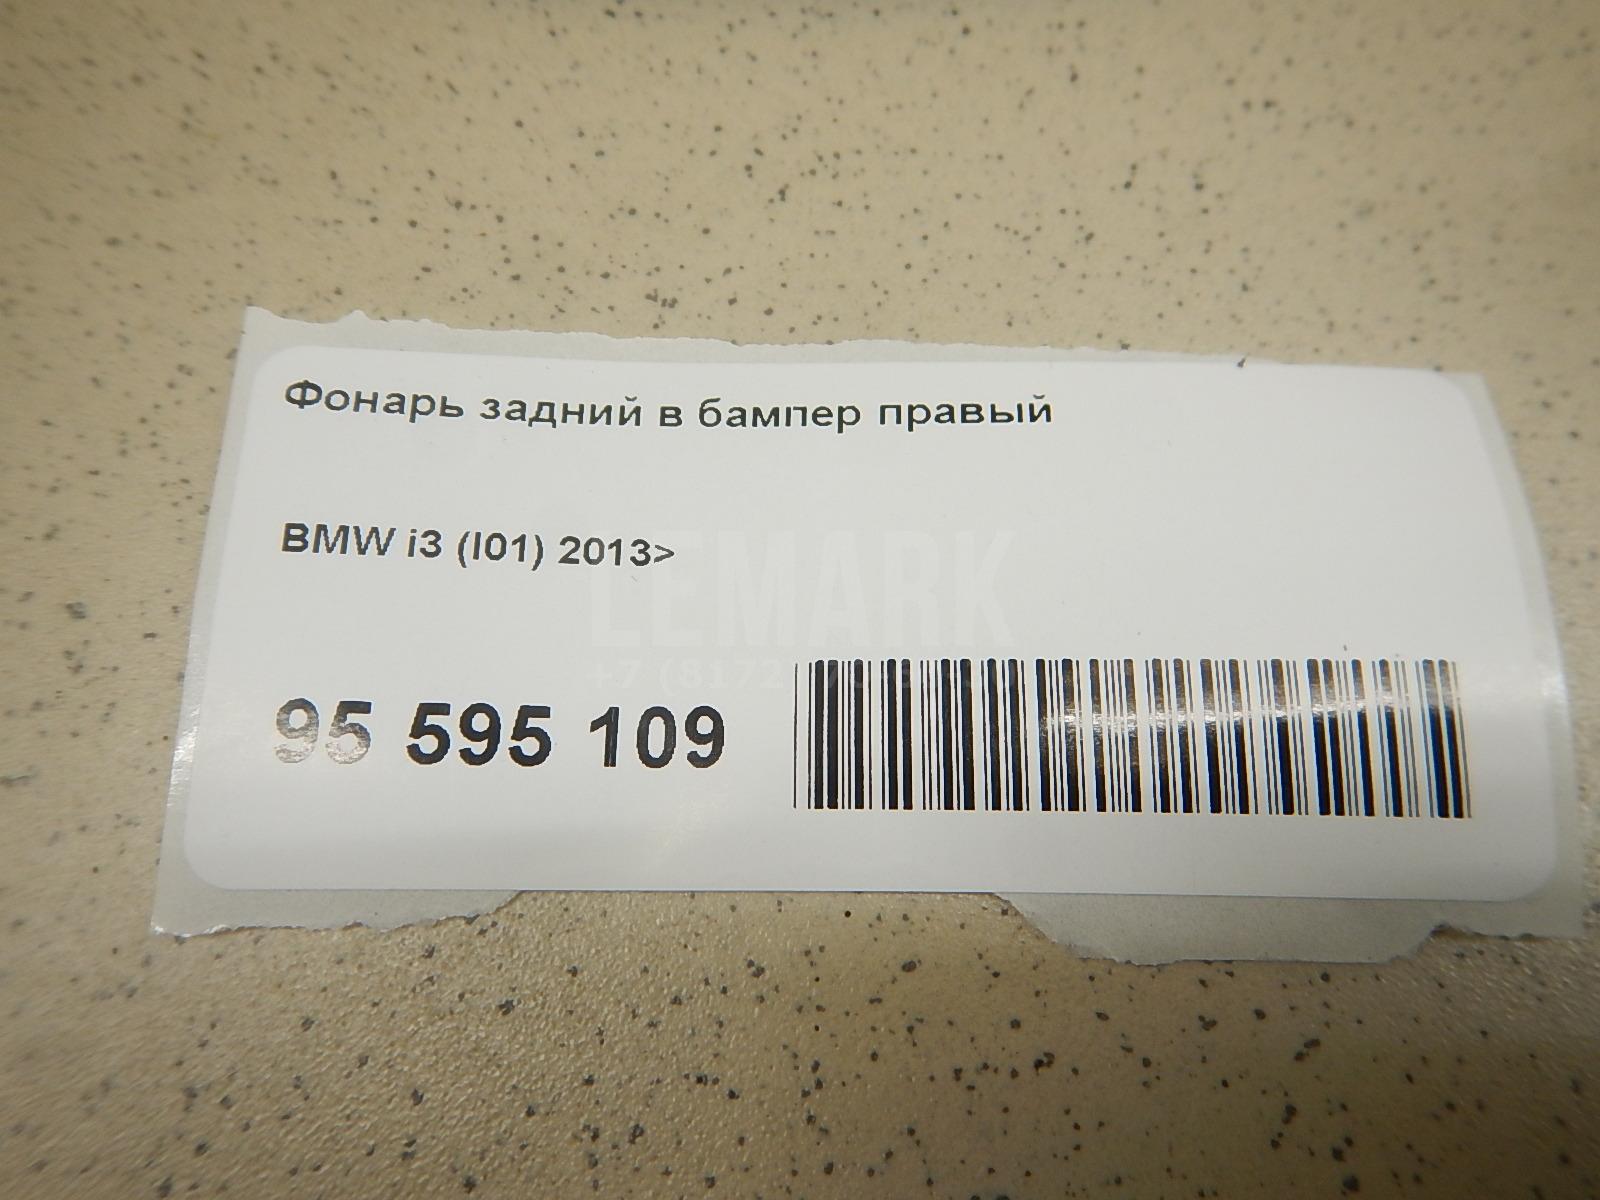 Фонарь задний в бампер правый
BMW i3 (I01) 2013>
LEMARK
95 595 109